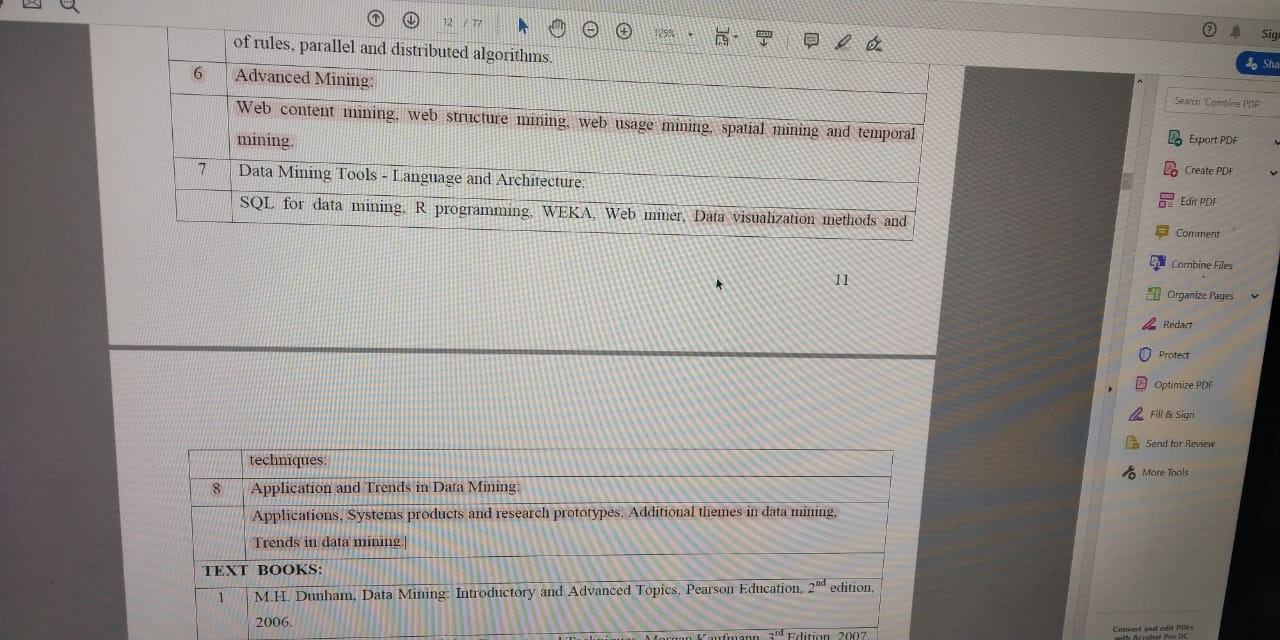 12 / 77
125%
Sig
Sha
of rules, parallel and distributed algorithms.
6 Advanced Mining:
Web content mining, web structure mining, web usage mining, spatial mining and temporal
mining.
7 Data Mining Tools - Language and Architecture:
SQL for data mining, R programming, WEKA, Web miner, Data visualization methods and
11
techniques.
8 Application and Trends in Data Mining:
Applications, Systems products and research prototypes, Additional themes in data mining,
Trends in data mining
TEXT BOOKS:
1 M.H. Dunham, Data Mining: Introductory and Advanced Topics, Pearson Education, 2nd edition,
2006.
Morgan Kaufmann, 3rd Edition, 2007.
Search 'Combine PDF'
Export PDF
Create PDF
Edit PDF
Comment
Combine Files
Organize Pages
Redact
Protect
Optimize PDF
Fill & Sign
Send for Review
More Tools
Convert and edit PDFs
with Acrobat Pro DC